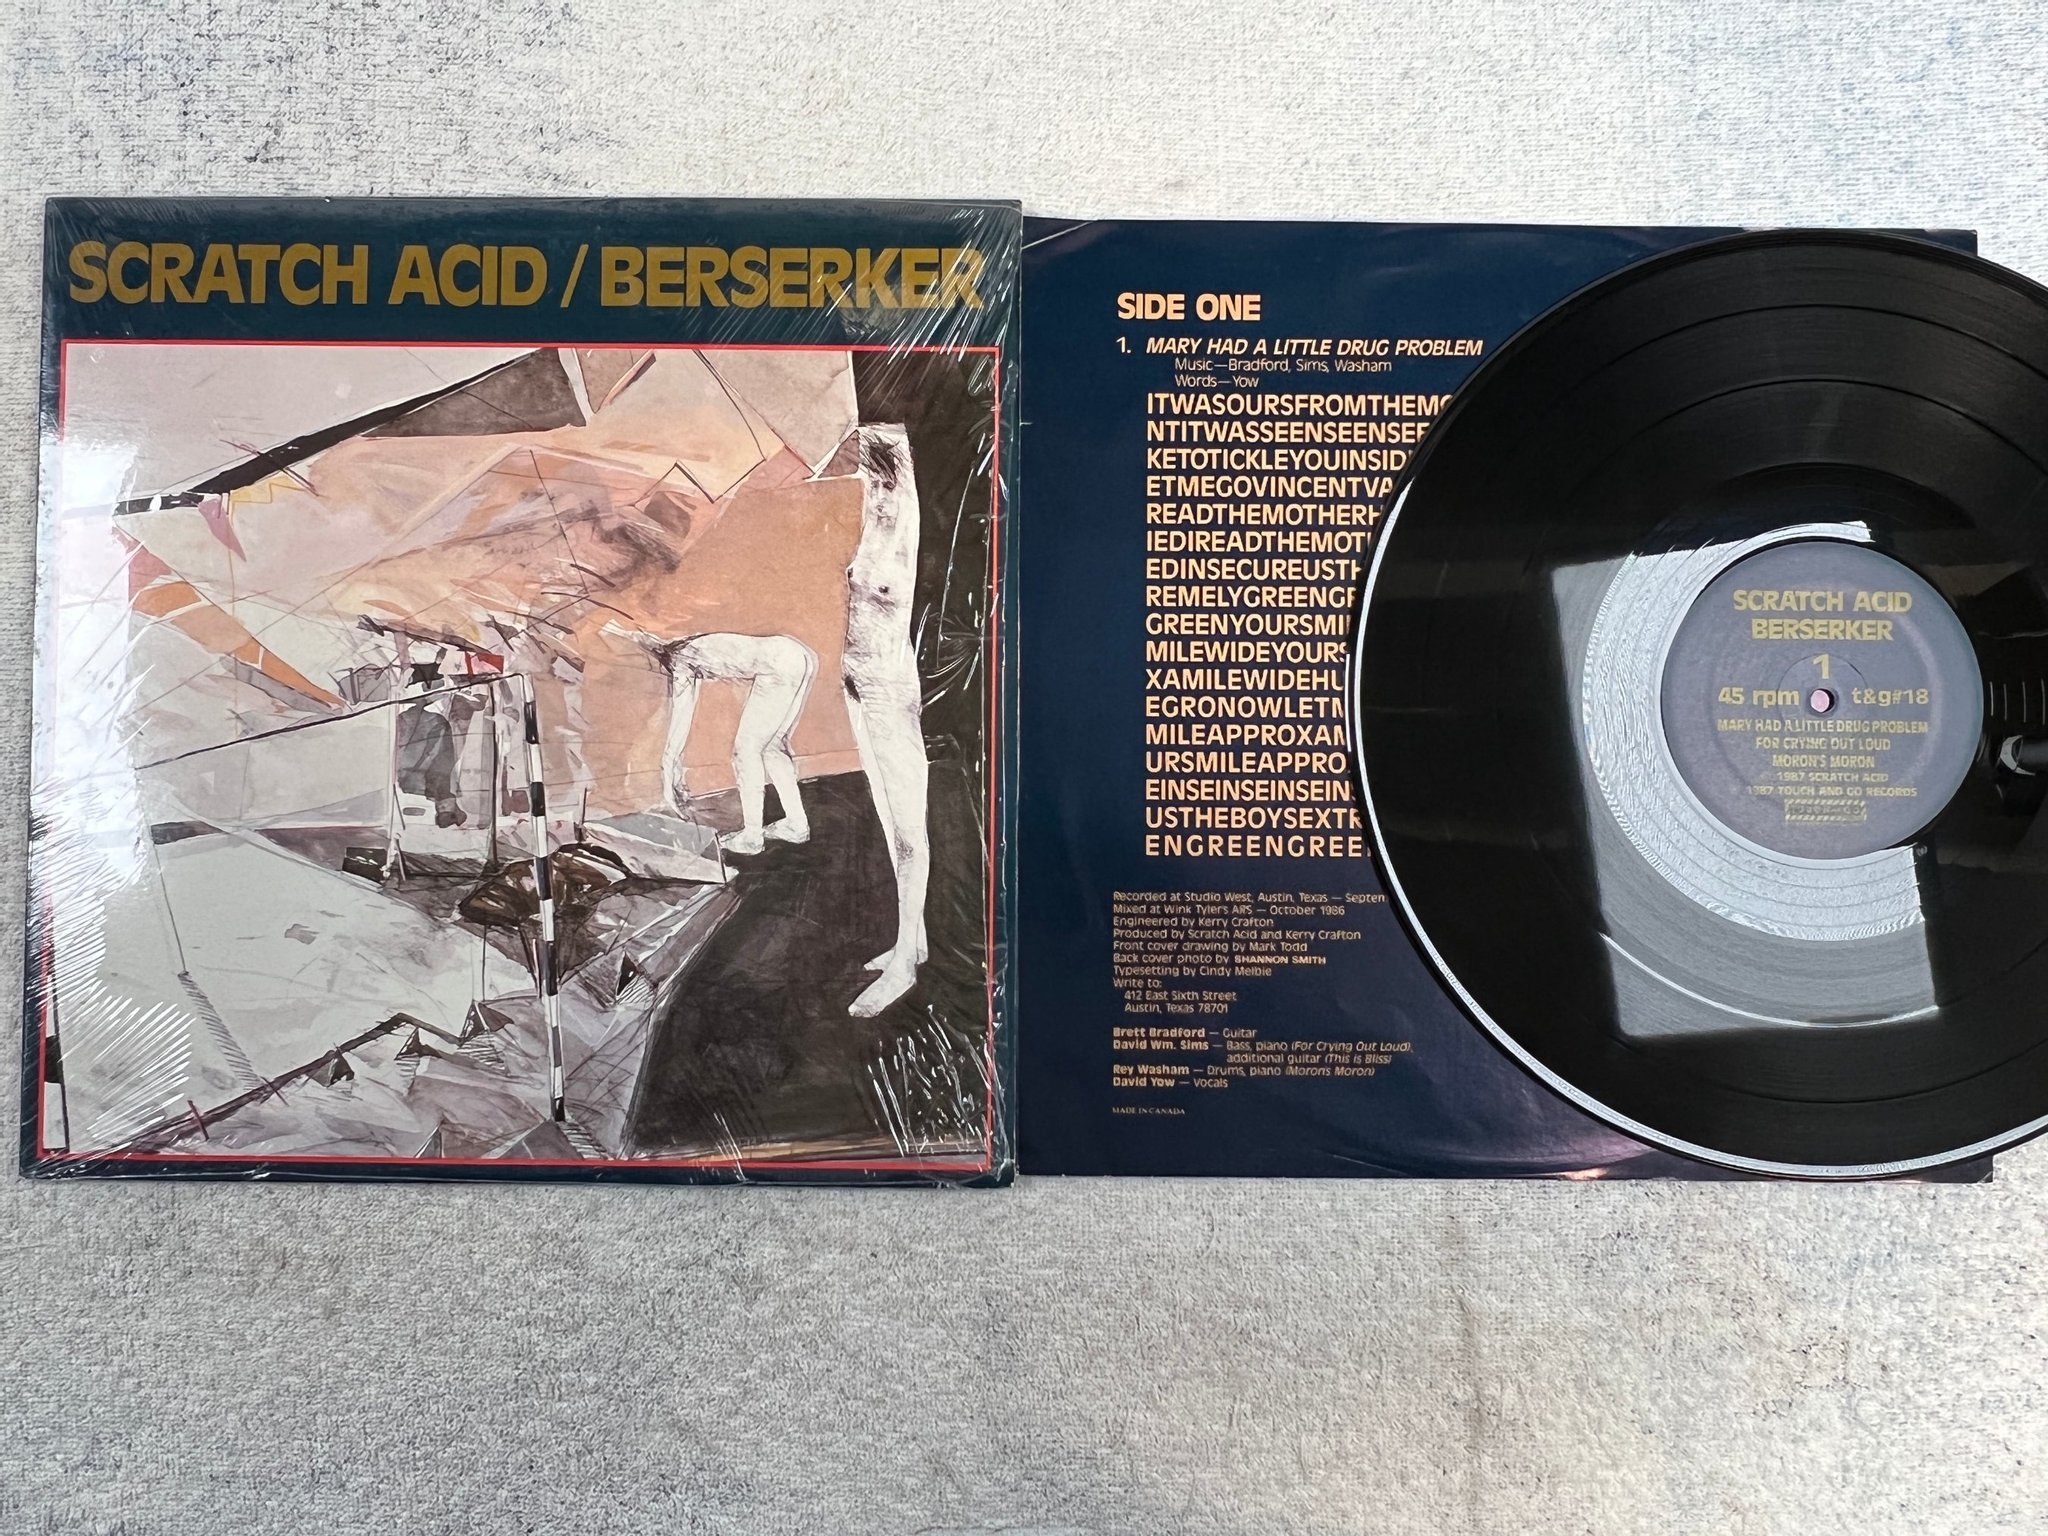 SCRATCH ACID / BERSERKER
SIDE ONE
1. MARY HAD A LITTLE DRUG PROBLEM
Music—Bradford, Sims, Washam
Words—Yow
ITWASOURSFROMTHEMO
NTITWASSEENSEENSEE
KETOTICKLEYOUINSID
ETMEGOVINCENTVA
READTHEMOTHERH
IEDIREADTHEMOT
EDINSECUREUSTH
REMELYGREENGR
GREENYOURSMI
MILEWIDEYOURS
XAMILEWIDEHU
EGRONOWLETM
MILEAPPROXAM
URSMILEAPPRO
EINSEINSEINSEINS
USTHEBOYSEXTR
ENGREENGREE
Recorded at Studio West, Austin, Texas — Septem
Mixed at Wink Tyler's ARS — October 1986
Engineered by Kerry Crafton
Produced by Scratch Acid and Kerry Crafton
Front cover drawing by Mark Todd
Back cover photo by SHANNON SMITH
Typesetting by Cindy Melbie
Write to:
412 East Sixth Street
Austin, Texas 78701
Brett Bradford — Guitar
David Wm. Sims — Bass, piano (For Crying Out Loud),
additional guitar (This is Bliss)
Rey Washam — Drums, piano (Moron's Moron)
David Yow — Vocals
MADE IN CANADA
SCRATCH ACID
BERSERKER
1
45 rpm t&g#18
MARY HAD A LITTLE DRUG PROBLEM
FOR CRYING OUT LOUD
MORON'S MORON
©1987 SCRATCH ACID
1987 TOUCH AND GO RECORDS